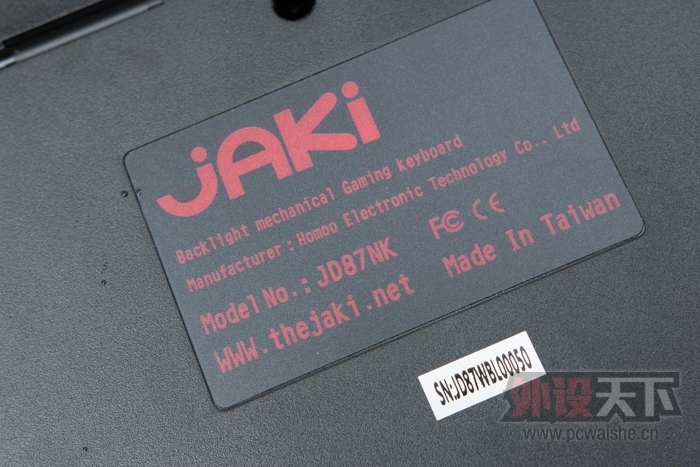 jAKi
Backlight mechanical Gaming keyboard
Manufacturer : Homoo Electronic Technology Co., Ltd
Model No.: JD87NK FC CE
WWW.thejaki.net Made In Taiwan
SN:JD87WBL00050
外设天下
www.pcwaishe.cn